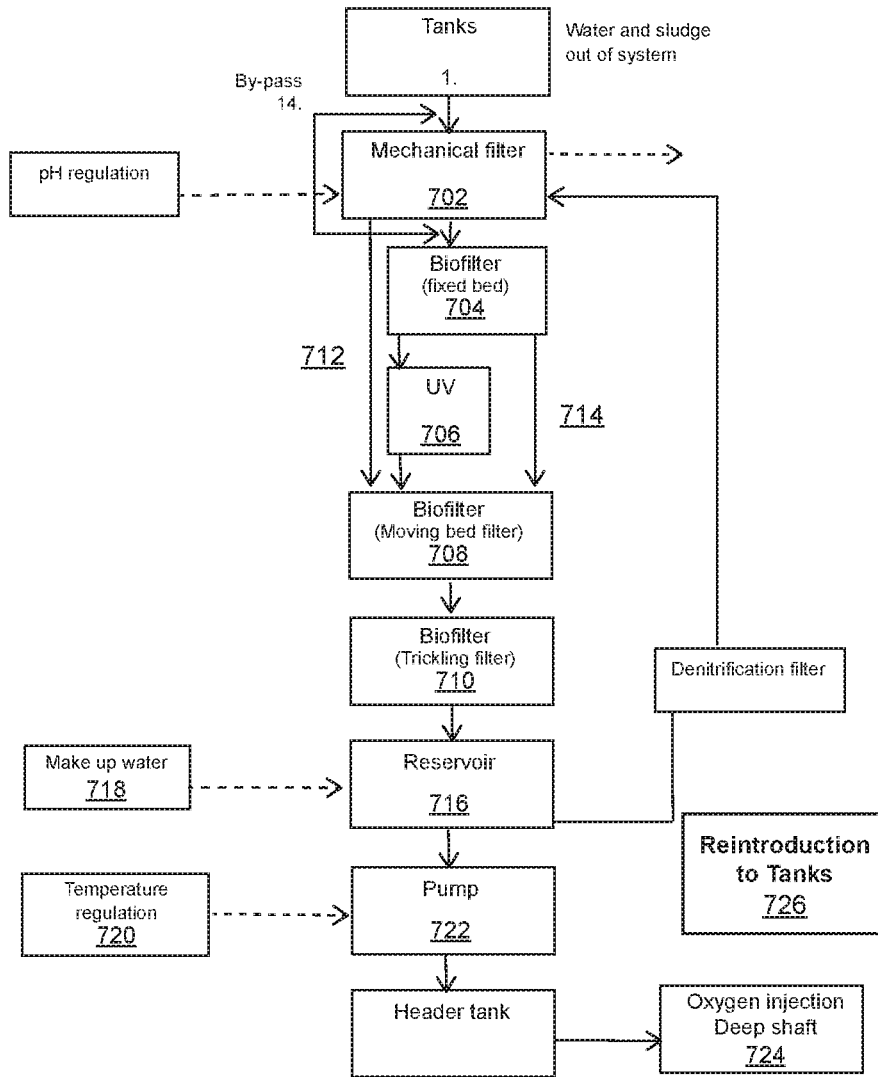 Tanks
1.
Water and sludge
out of system
By-pass
14.
Mechanical filter
702
pH regulation
Biofilter
(fixed bed)
704
712
UV
706
714
Biofilter
(Moving bed filter)
708
Biofilter
(Trickling filter)
710
Denitrification filter
Make up water
718
Reservoir
716
Reintroduction
to Tanks
726
Temperature
regulation
720
Pump
722
Header tank
Oxygen injection
Deep shaft
724